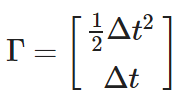 Γ = [ ½Δt²
Δt ]